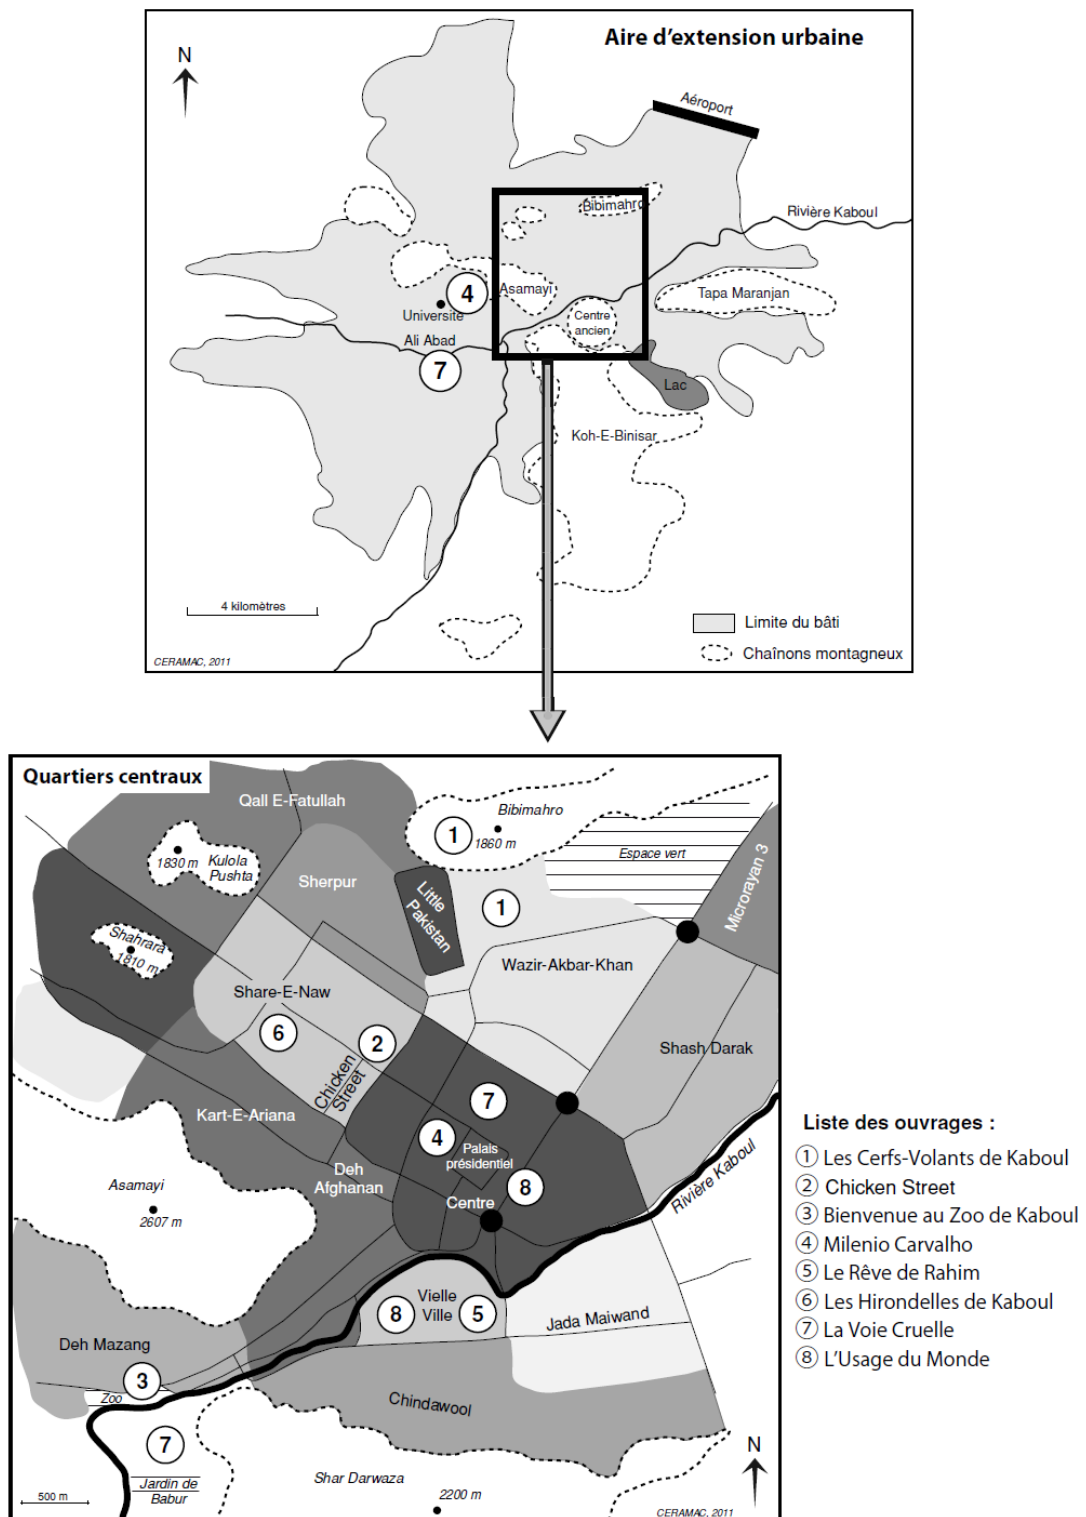 Aire d'extension urbaine
N
Aéroport
Bibimahro
Rivière Kaboul
Asamayi
4
Université
Tapa Maranjan
Centre
ancien
Ali Abad
7
Lac
Koh-E-Binisar
4 kilomètres
Limite du bâti
Chaînons montagneux
CERAMAC, 2011
Quartiers centraux
Qall E-Fatullah
Bibimahro
1
1860 m
1830 m
Kulola
Pushta
Espace vert
Microrayan 3
Sherpur
Little
Pakistan
1
Shahrara
1810 m
Wazir-Akbar-Khan
Share-E-Naw
6
2
Shash Darak
Chicken
Street
7
Kart-E-Ariana
4
Palais
présidentiel
Deh
Afghanan
8
Centre
Asamayi
2607 m
Rivière Kaboul
Vielle
Ville
8
5
Jada Maiwand
Deh Mazang
3
Zoo
Chindawool
7
Jardin de
Babur
Shar Darwaza
2200 m
N
500 m
CERAMAC, 2011
Liste des ouvrages :
1 Les Cerfs-Volants de Kaboul
2 Chicken Street
3 Bienvenue au Zoo de Kaboul
4 Milenio Carvalho
5 Le Rêve de Rahim
6 Les Hirondelles de Kaboul
7 La Voie Cruelle
8 L'Usage du Monde